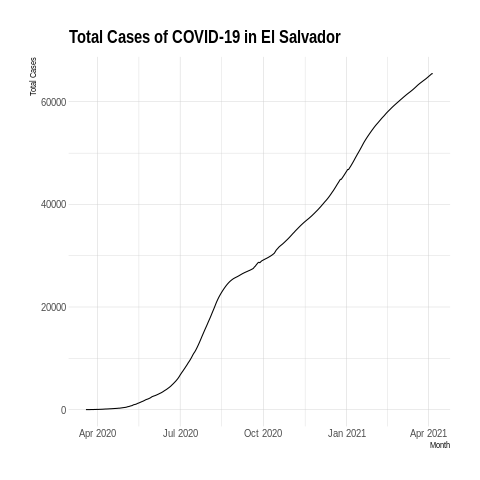 Total Cases of COVID-19 in El Salvador
Total Cases
60000
40000
20000
0
Apr 2020 Jul 2020 Oct 2020 Jan 2021 Apr 2021
Month